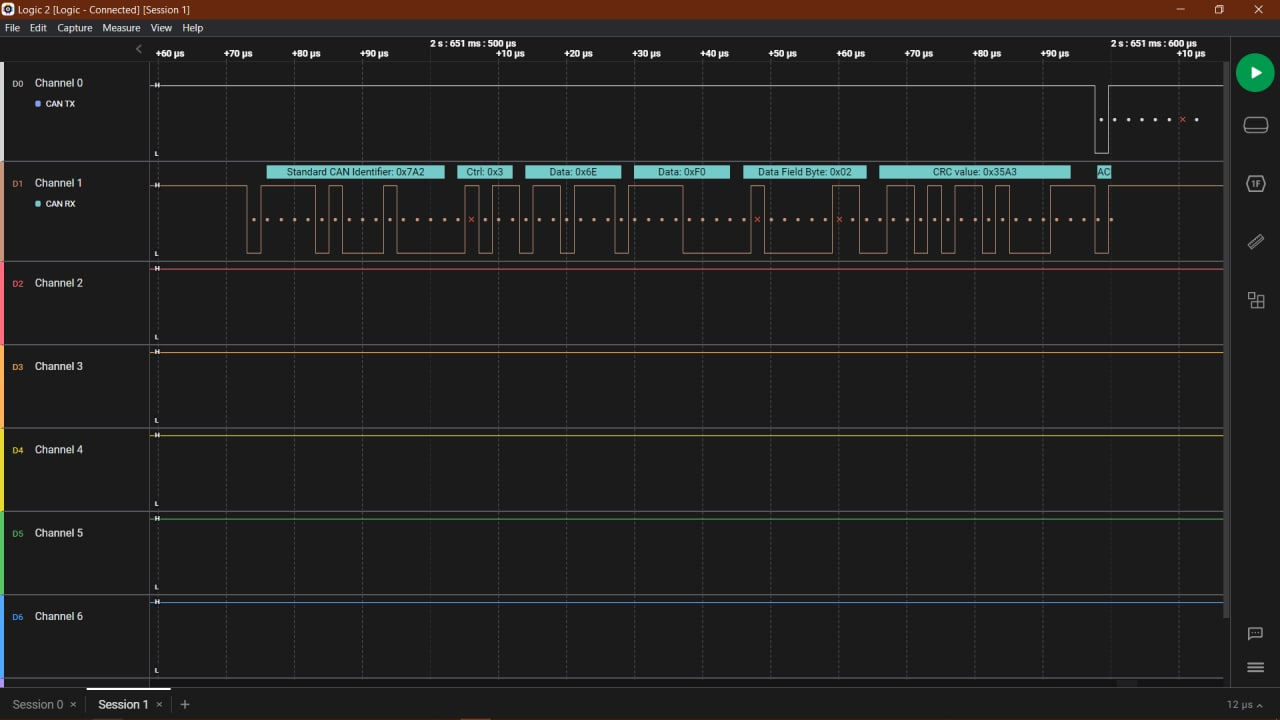 Logic 2 [Logic - Connected] [Session 1]
File Edit Capture Measure View Help
2 s : 651 ms : 500 µs 2 s : 651 ms : 600 µs
+60 µs +70 µs +80 µs +90 µs +10 µs +20 µs +30 µs +40 µs +50 µs +60 µs +70 µs +80 µs +90 µs +10 µs
D0 Channel 0 H
CAN TX
L
Standard CAN Identifier: 0x7A2 Ctrl: 0x3 Data: 0x6E Data: 0xF0 Data Field Byte: 0x02 CRC value: 0x35A3 AC
D1 Channel 1 H
CAN RX
L
H
D2 Channel 2
L
H
D3 Channel 3
L
H
D4 Channel 4
L
H
D5 Channel 5
L
H
D6 Channel 6
L
1F
Session 0 × Session 1 × +
12 µs